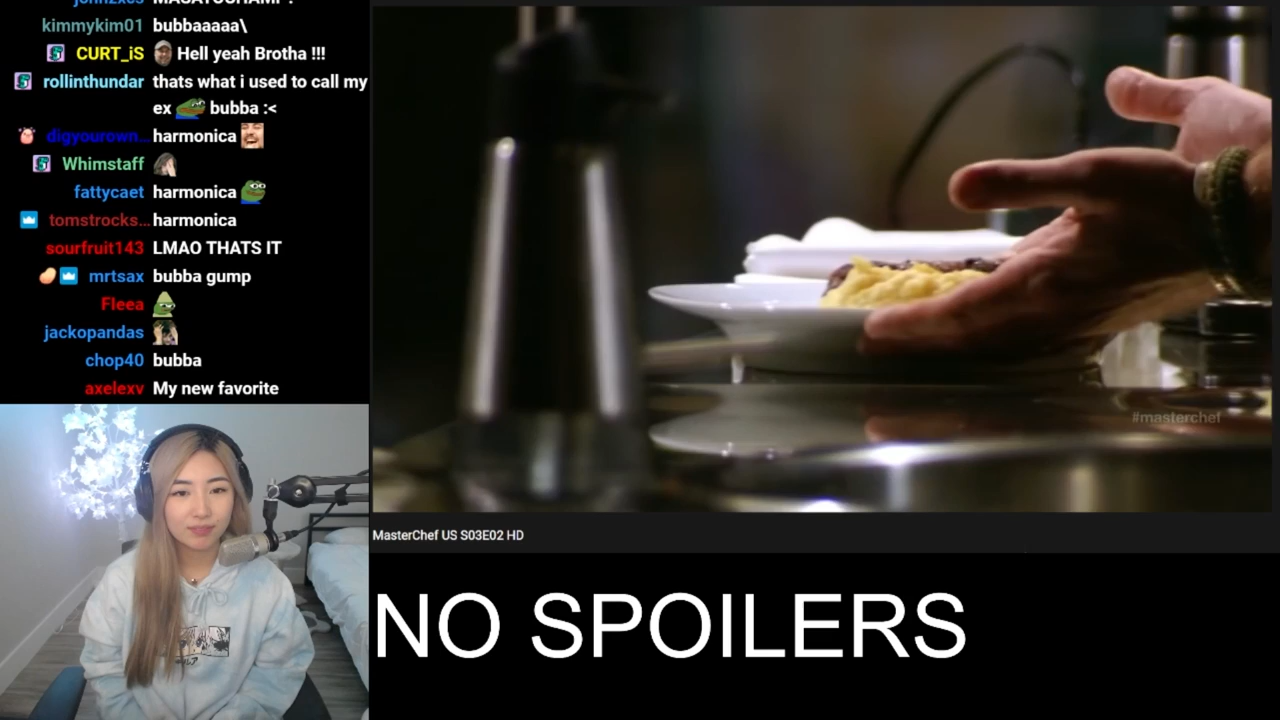 kimmykim01 bubbaaaaa\
CURT_iS Hell yeah Brotha !!!
rollinthundar thats what i used to call my
ex bubba :<
digyourown... harmonica
Whimstaff
fattycaet harmonica
tomstrocks... harmonica
sourfruit143 LMAO THATS IT
mrtsax bubba gump
Fleea
jackopandas
chop40 bubba
axelexv My new favorite
#masterchef
MasterChef US S03E02 HD
NO SPOILERS